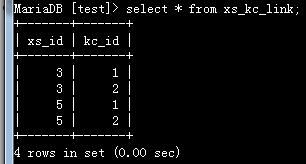 MariaDB [test]> select * from xs_kc_link;
+-------+-------+
| xs_id | kc_id |
+-------+-------+
|     3 |     1 |
|     3 |     2 |
|     5 |     1 |
|     5 |     2 |
+-------+-------+
4 rows in set (0.00 sec)